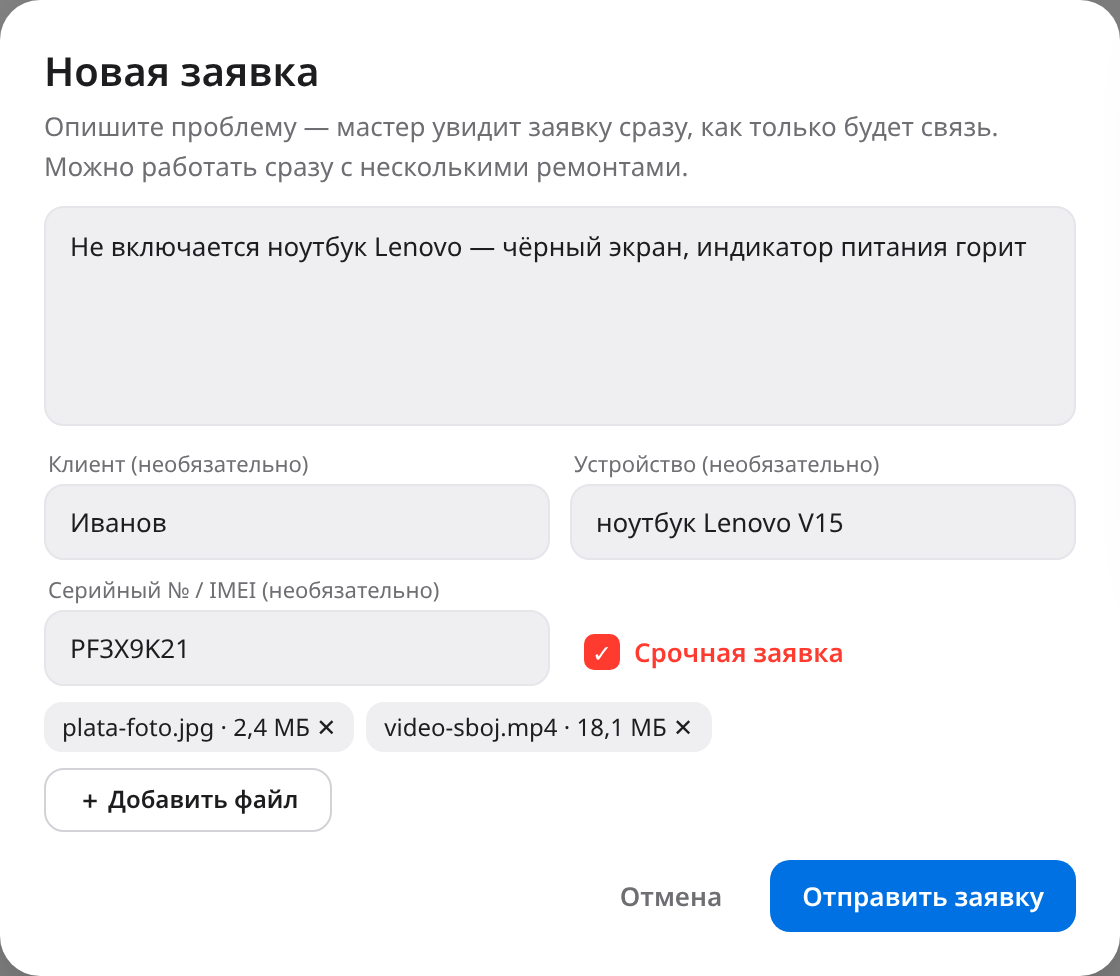 Новая заявка
Опишите проблему — мастер увидит заявку сразу, как только будет связь.
Можно работать сразу с несколькими ремонтами.
Не включается ноутбук Lenovo — чёрный экран, индикатор питания горит
Клиент (необязательно)
Устройство (необязательно)
Иванов
ноутбук Lenovo V15
Серийный № / IMEI (необязательно)
PF3X9K21
✓ Срочная заявка
plata-foto.jpg · 2,4 МБ ✕
video-sboj.mp4 · 18,1 МБ ✕
+ Добавить файл
Отмена
Отправить заявку